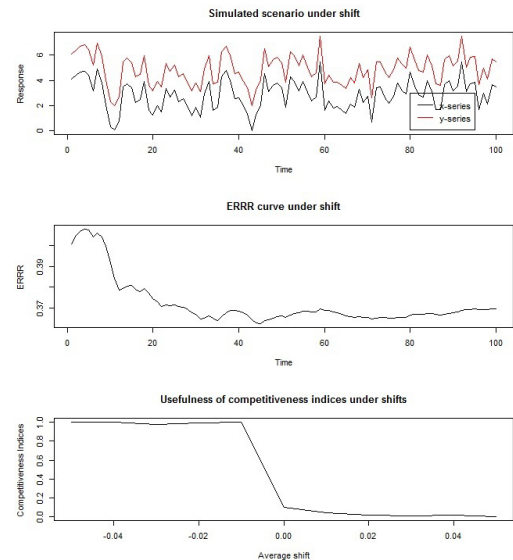 Simulated scenario under shift
Response
0 2 4 6
x-series
y-series
0 20 40 60 80 100
Time
ERRR curve under shift
ERRR
0.37 0.39
0 20 40 60 80 100
Time
Usefulness of competitiveness indices under shifts
Competitiveness Indices
0.0 0.2 0.4 0.6 0.8 1.0
-0.04 -0.02 0.00 0.02 0.04
Average shift